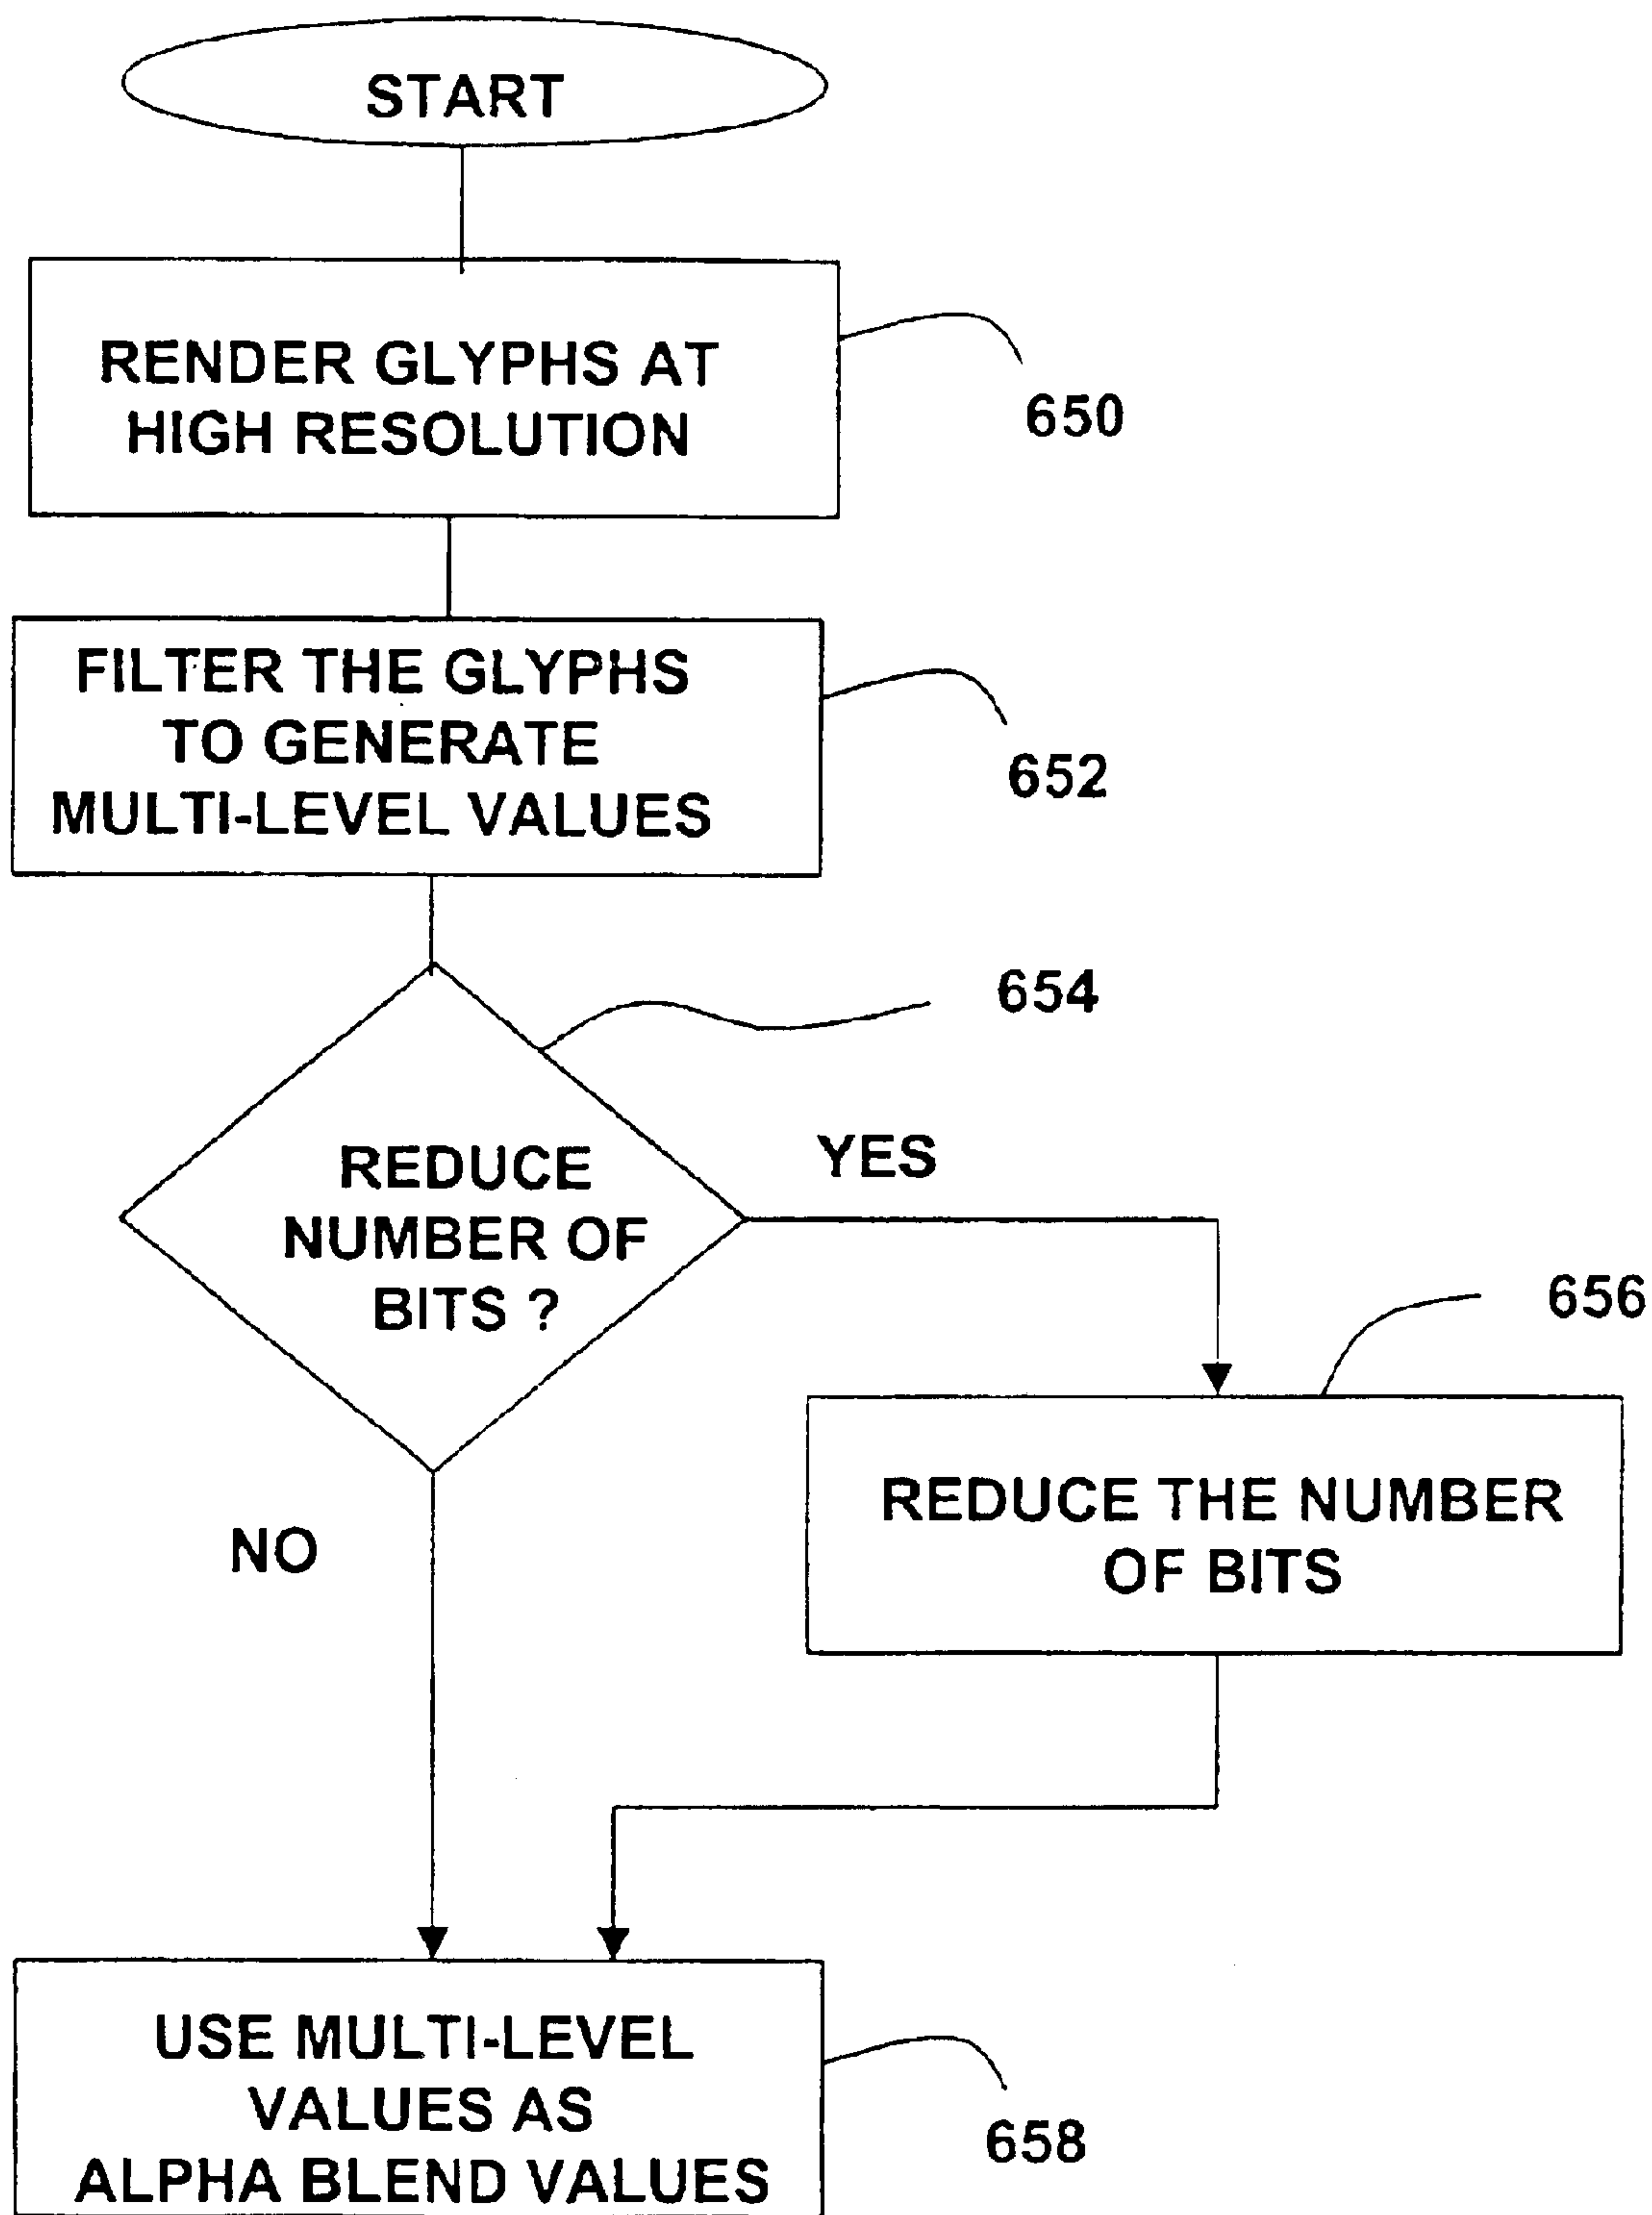 START
RENDER GLYPHS AT
HIGH RESOLUTION
650
FILTER THE GLYPHS
TO GENERATE
MULTI-LEVEL VALUES
652
654
REDUCE
NUMBER OF
BITS ?
YES
656
REDUCE THE NUMBER
OF BITS
NO
USE MULTI-LEVEL
VALUES AS
ALPHA BLEND VALUES
658